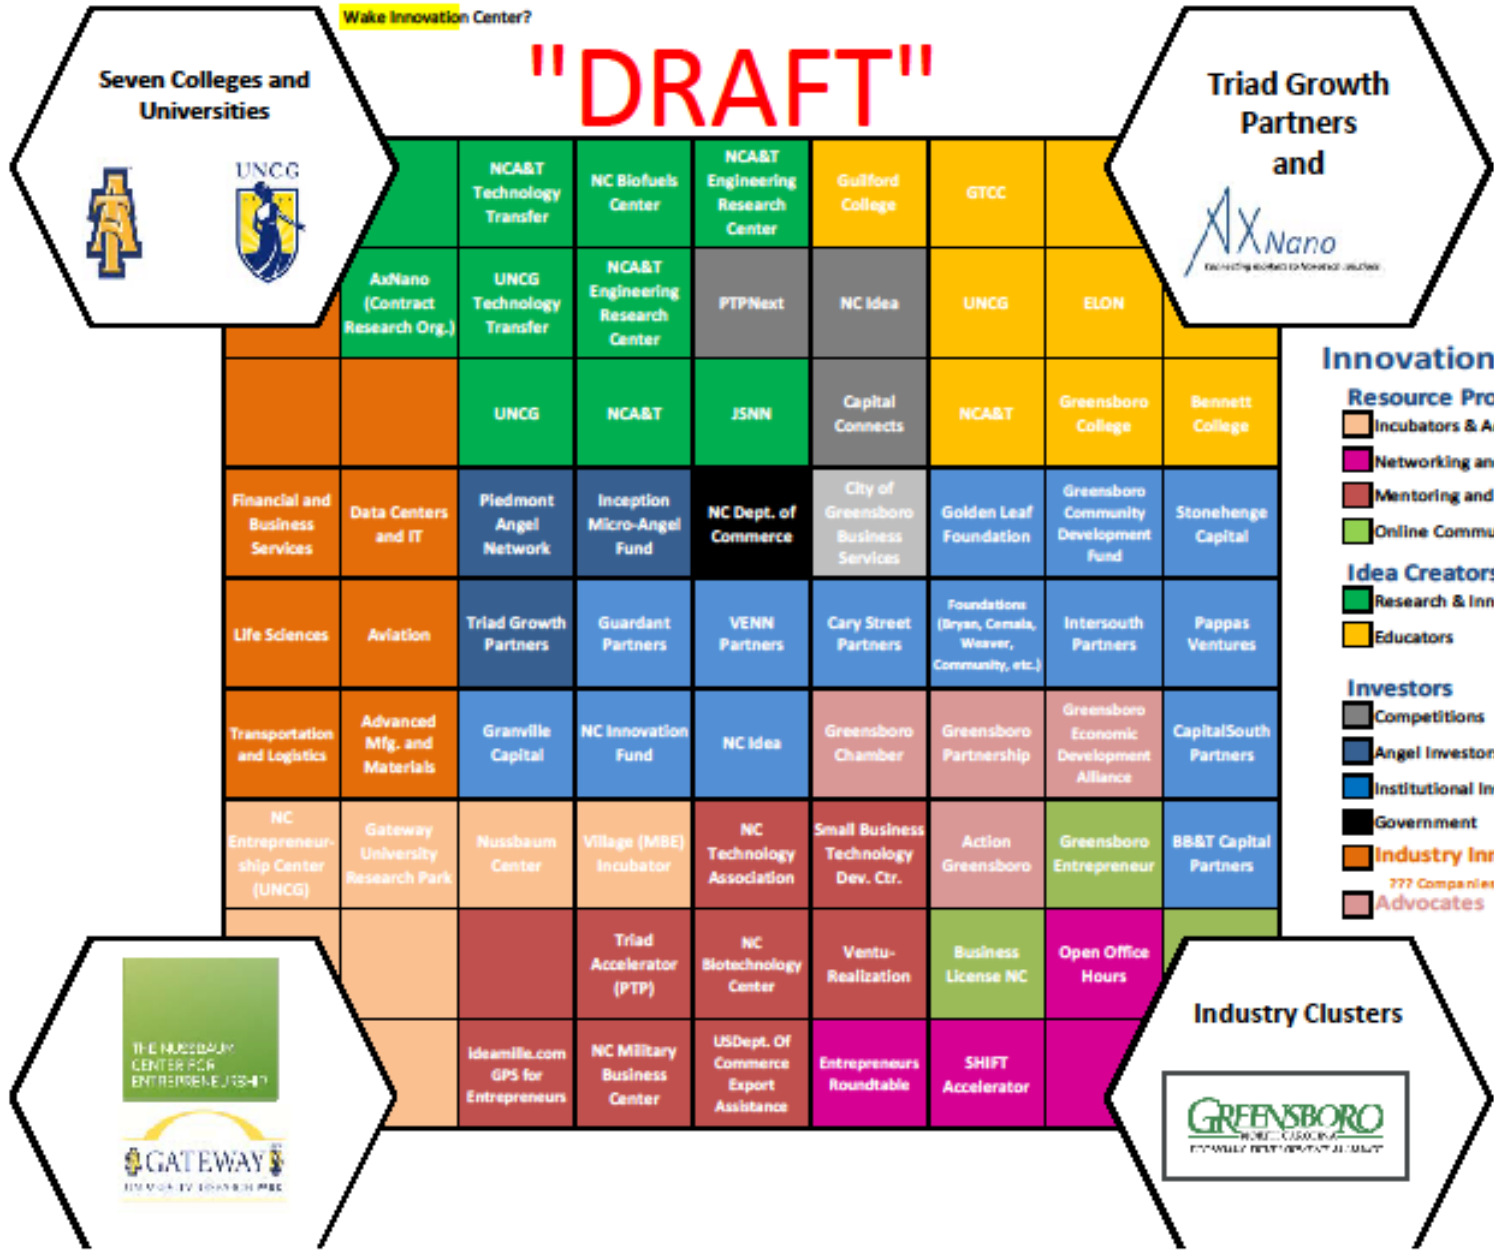 Wake Innovation Center?
"DRAFT"
Seven Colleges and
Universities
UNCG
Triad Growth
Partners
and
AXNano
NCA&T
Technology
Transfer
NC Biofuels
Center
NCA&T
Engineering
Research
Center
Guilford
College
GTCC
AxNano
(Contract
Research Org.)
UNCG
Technology
Transfer
NCA&T
Engineering
Research
Center
PTPNext
NC Idea
UNCG
ELON
UNCG
NCA&T
JSNN
Capital
Connects
NCA&T
Greensboro
College
Bennett
College
Financial and
Business
Services
Data Centers
and IT
Piedmont
Angel
Network
Inception
Micro-Angel
Fund
NC Dept. of
Commerce
City of
Greensboro
Business
Services
Golden Leaf
Foundation
Greensboro
Community
Development
Fund
Stonehenge
Capital
Life Sciences
Aviation
Triad Growth
Partners
Guardant
Partners
VENN
Partners
Cary Street
Partners
Foundations
(Bryan, Cemala,
Weaver,
Community, etc.)
Intersouth
Partners
Pappas
Ventures
Transportation
and Logistics
Advanced
Mfg. and
Materials
Granville
Capital
NC Innovation
Fund
NC Idea
Greensboro
Chamber
Greensboro
Partnership
Greensboro
Economic
Development
Alliance
CapitalSouth
Partners
NC
Entrepreneur-
ship Center
(UNCG)
Gateway
University
Research Park
Nussbaum
Center
Village (MBE)
Incubator
NC
Technology
Association
Small Business
Technology
Dev. Ctr.
Action
Greensboro
Greensboro
Entrepreneur
BB&T Capital
Partners
Triad
Accelerator
(PTP)
NC
Biotechnology
Center
Ventu-
Realization
Business
License NC
Open Office
Hours
Ideamille.com
GPS for
Entrepreneurs
NC Military
Business
Center
USDept. Of
Commerce
Export
Assistance
Entrepreneurs
Roundtable
SHIFT
Accelerator
Innovation
Resource Pro
Incubators & A
Networking an
Mentoring and
Online Commu
Idea Creators
Research & Inn
Educators
Investors
Competitions
Angel Investors
Institutional In
Government
Industry Inn
??? Companies
Advocates
THE NUSSBAUM
CENTER FOR
ENTREPRENEURSHIP
GATEWAY
UNIVERSITY RESEARCH PARK
Industry Clusters
GREENSBORO
NORTH CAROLINA
ECONOMIC DEVELOPMENT ALLIANCE